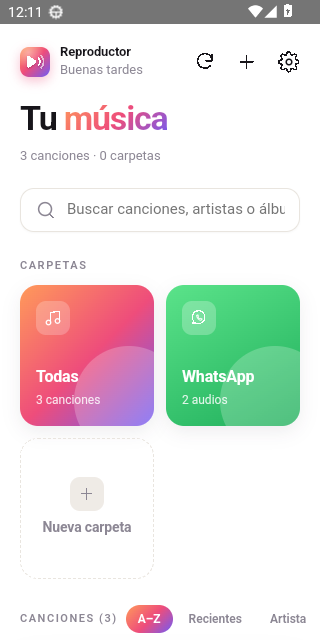 12:11
Reproductor
Buenas tardes
Tu música
3 canciones · 0 carpetas
Buscar canciones, artistas o álbu
CARPETAS
Todas
3 canciones
WhatsApp
2 audios
Nueva carpeta
CANCIONES (3)
A–Z
Recientes
Artista